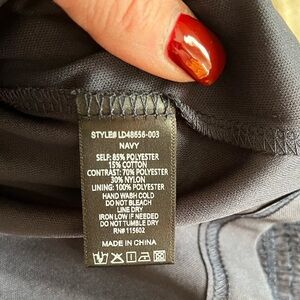 STYLE# LD48656-003
NAVY
SELF: 85% POLYESTER
15% COTTON
CONTRAST: 70% POLYESTER
30% NYLON
LINING: 100% POLYESTER
HAND WASH COLD
DO NOT BLEACH
LINE DRY
IRON LOW IF NEEDED
DO NOT TUMBLE DRY
RN# 115602
MADE IN CHINA